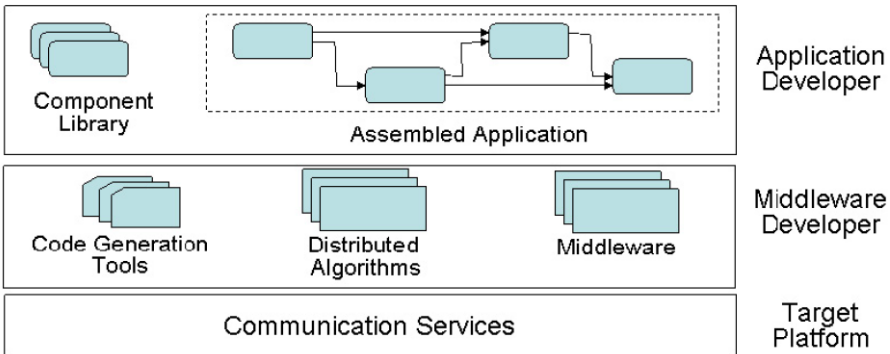 Component
Library
Assembled Application
Application
Developer
Code Generation
Tools
Distributed
Algorithms
Middleware
Middleware
Developer
Communication Services
Target
Platform